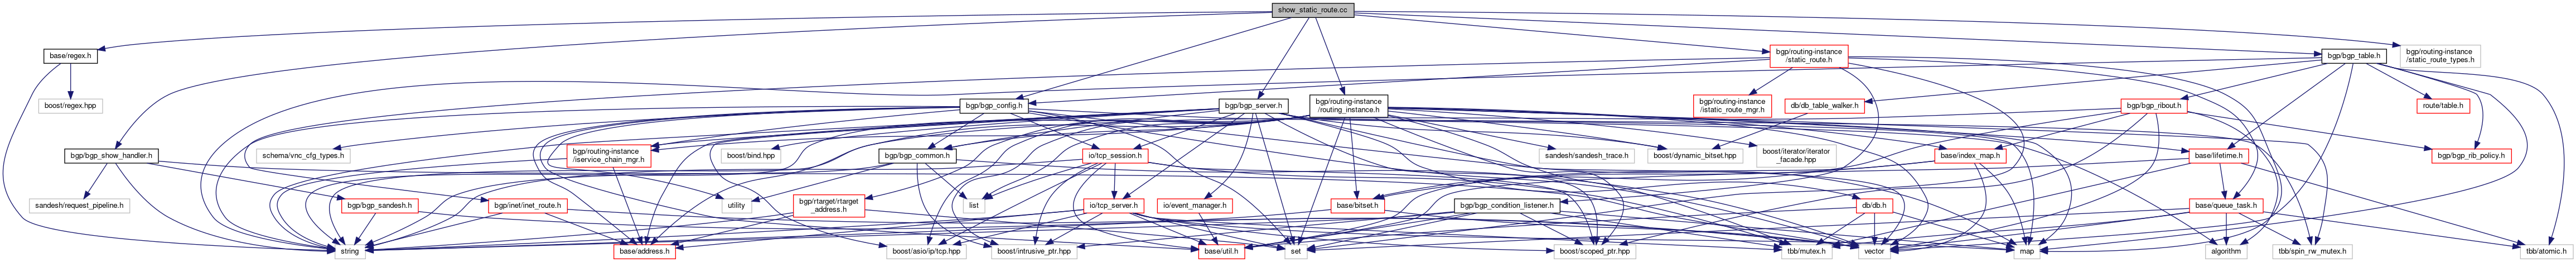 show_static_route.cc
base/regex.h
bgp/routing-instance
/static_route.h
bgp/bgp_table.h
bgp/routing-instance
/static_route_types.h
boost/regex.hpp
bgp/bgp_config.h
bgp/bgp_server.h
bgp/routing-instance
/routing_instance.h
bgp/routing-instance
/istatic_route_mgr.h
db/db_table_walker.h
bgp/bgp_ribout.h
route/table.h
bgp/bgp_show_handler.h
schema/vnc_cfg_types.h
bgp/routing-instance
/iservice_chain_mgr.h
boost/bind.hpp
bgp/bgp_common.h
io/tcp_session.h
sandesh/sandesh_trace.h
boost/dynamic_bitset.hpp
boost/iterator/iterator
_facade.hpp
base/index_map.h
base/lifetime.h
bgp/bgp_rib_policy.h
sandesh/request_pipeline.h
bgp/bgp_sandesh.h
bgp/inet/inet_route.h
utility
bgp/rtarget/rtarget
_address.h
list
io/tcp_server.h
io/event_manager.h
base/bitset.h
bgp/bgp_condition_listener.h
db/db.h
base/queue_task.h
string
base/address.h
boost/asio/ip/tcp.hpp
boost/intrusive_ptr.hpp
base/util.h
set
boost/scoped_ptr.hpp
tbb/mutex.h
vector
map
algorithm
tbb/spin_rw_mutex.h
tbb/atomic.h